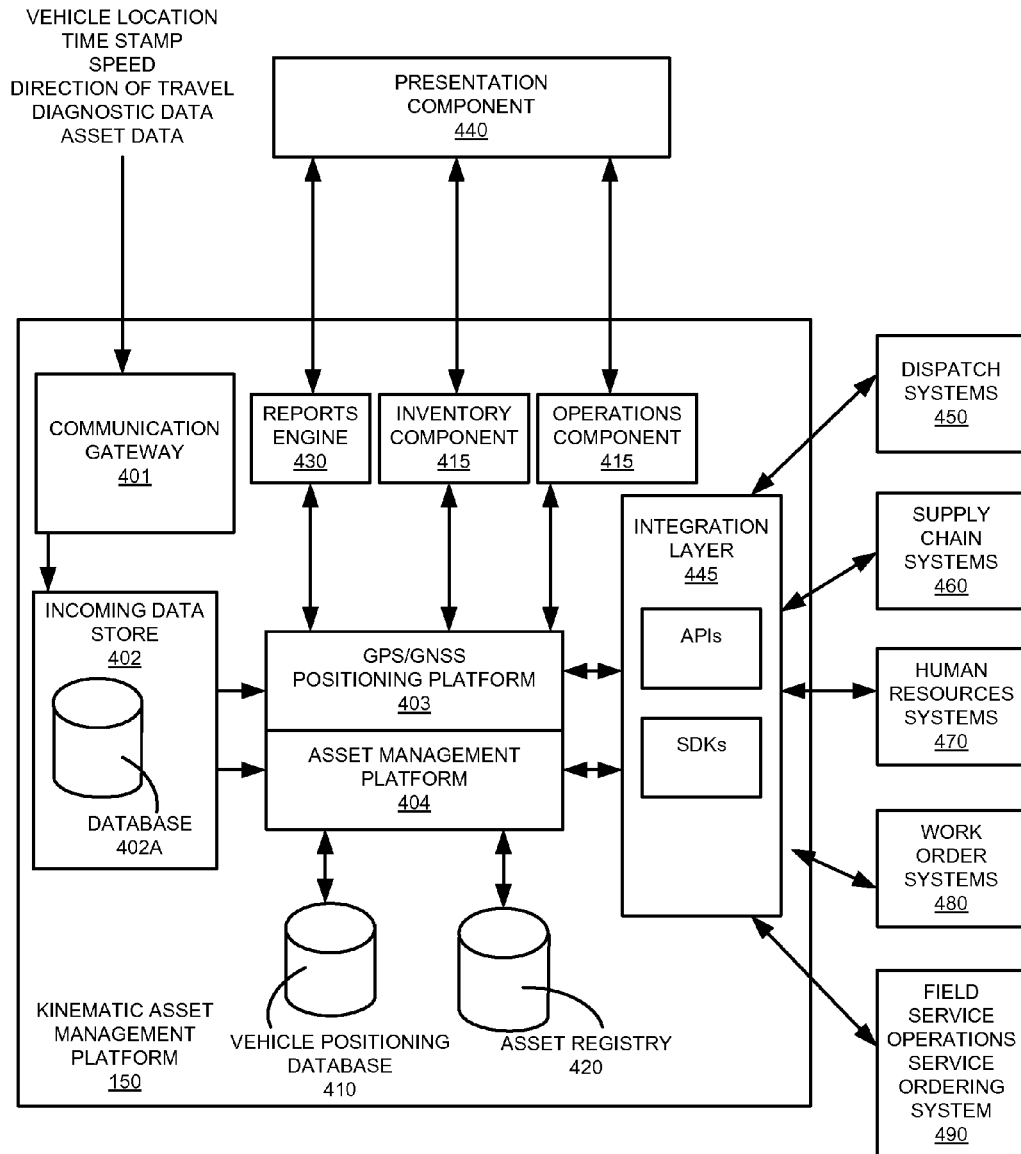 VEHICLE LOCATION
TIME STAMP
SPEED
DIRECTION OF TRAVEL
DIAGNOSTIC DATA
ASSET DATA
PRESENTATION
COMPONENT
440
COMMUNICATION
GATEWAY
401
REPORTS
ENGINE
430
INVENTORY
COMPONENT
415
OPERATIONS
COMPONENT
415
INCOMING DATA
STORE
402
DATABASE
402A
GPS/GNSS
POSITIONING PLATFORM
403
ASSET MANAGEMENT
PLATFORM
404
INTEGRATION
LAYER
445
APIs
SDKs
DISPATCH
SYSTEMS
450
SUPPLY
CHAIN
SYSTEMS
460
HUMAN
RESOURCES
SYSTEMS
470
WORK
ORDER
SYSTEMS
480
FIELD
SERVICE
OPERATIONS
SERVICE
ORDERING
SYSTEM
490
KINEMATIC ASSET
MANAGEMENT
PLATFORM
150
VEHICLE POSITIONING
DATABASE
410
ASSET REGISTRY
420